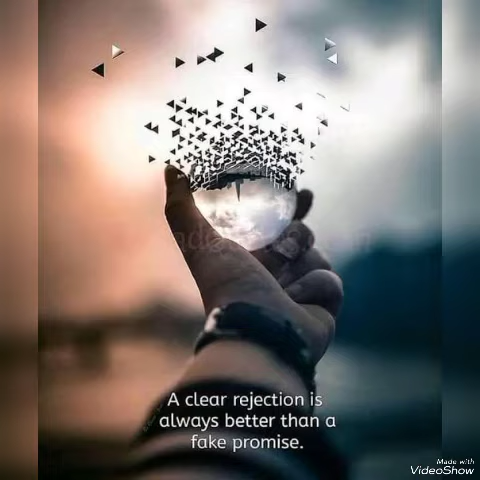 A clear rejection is
always better than a
fake promise.
Made with
VideoShow